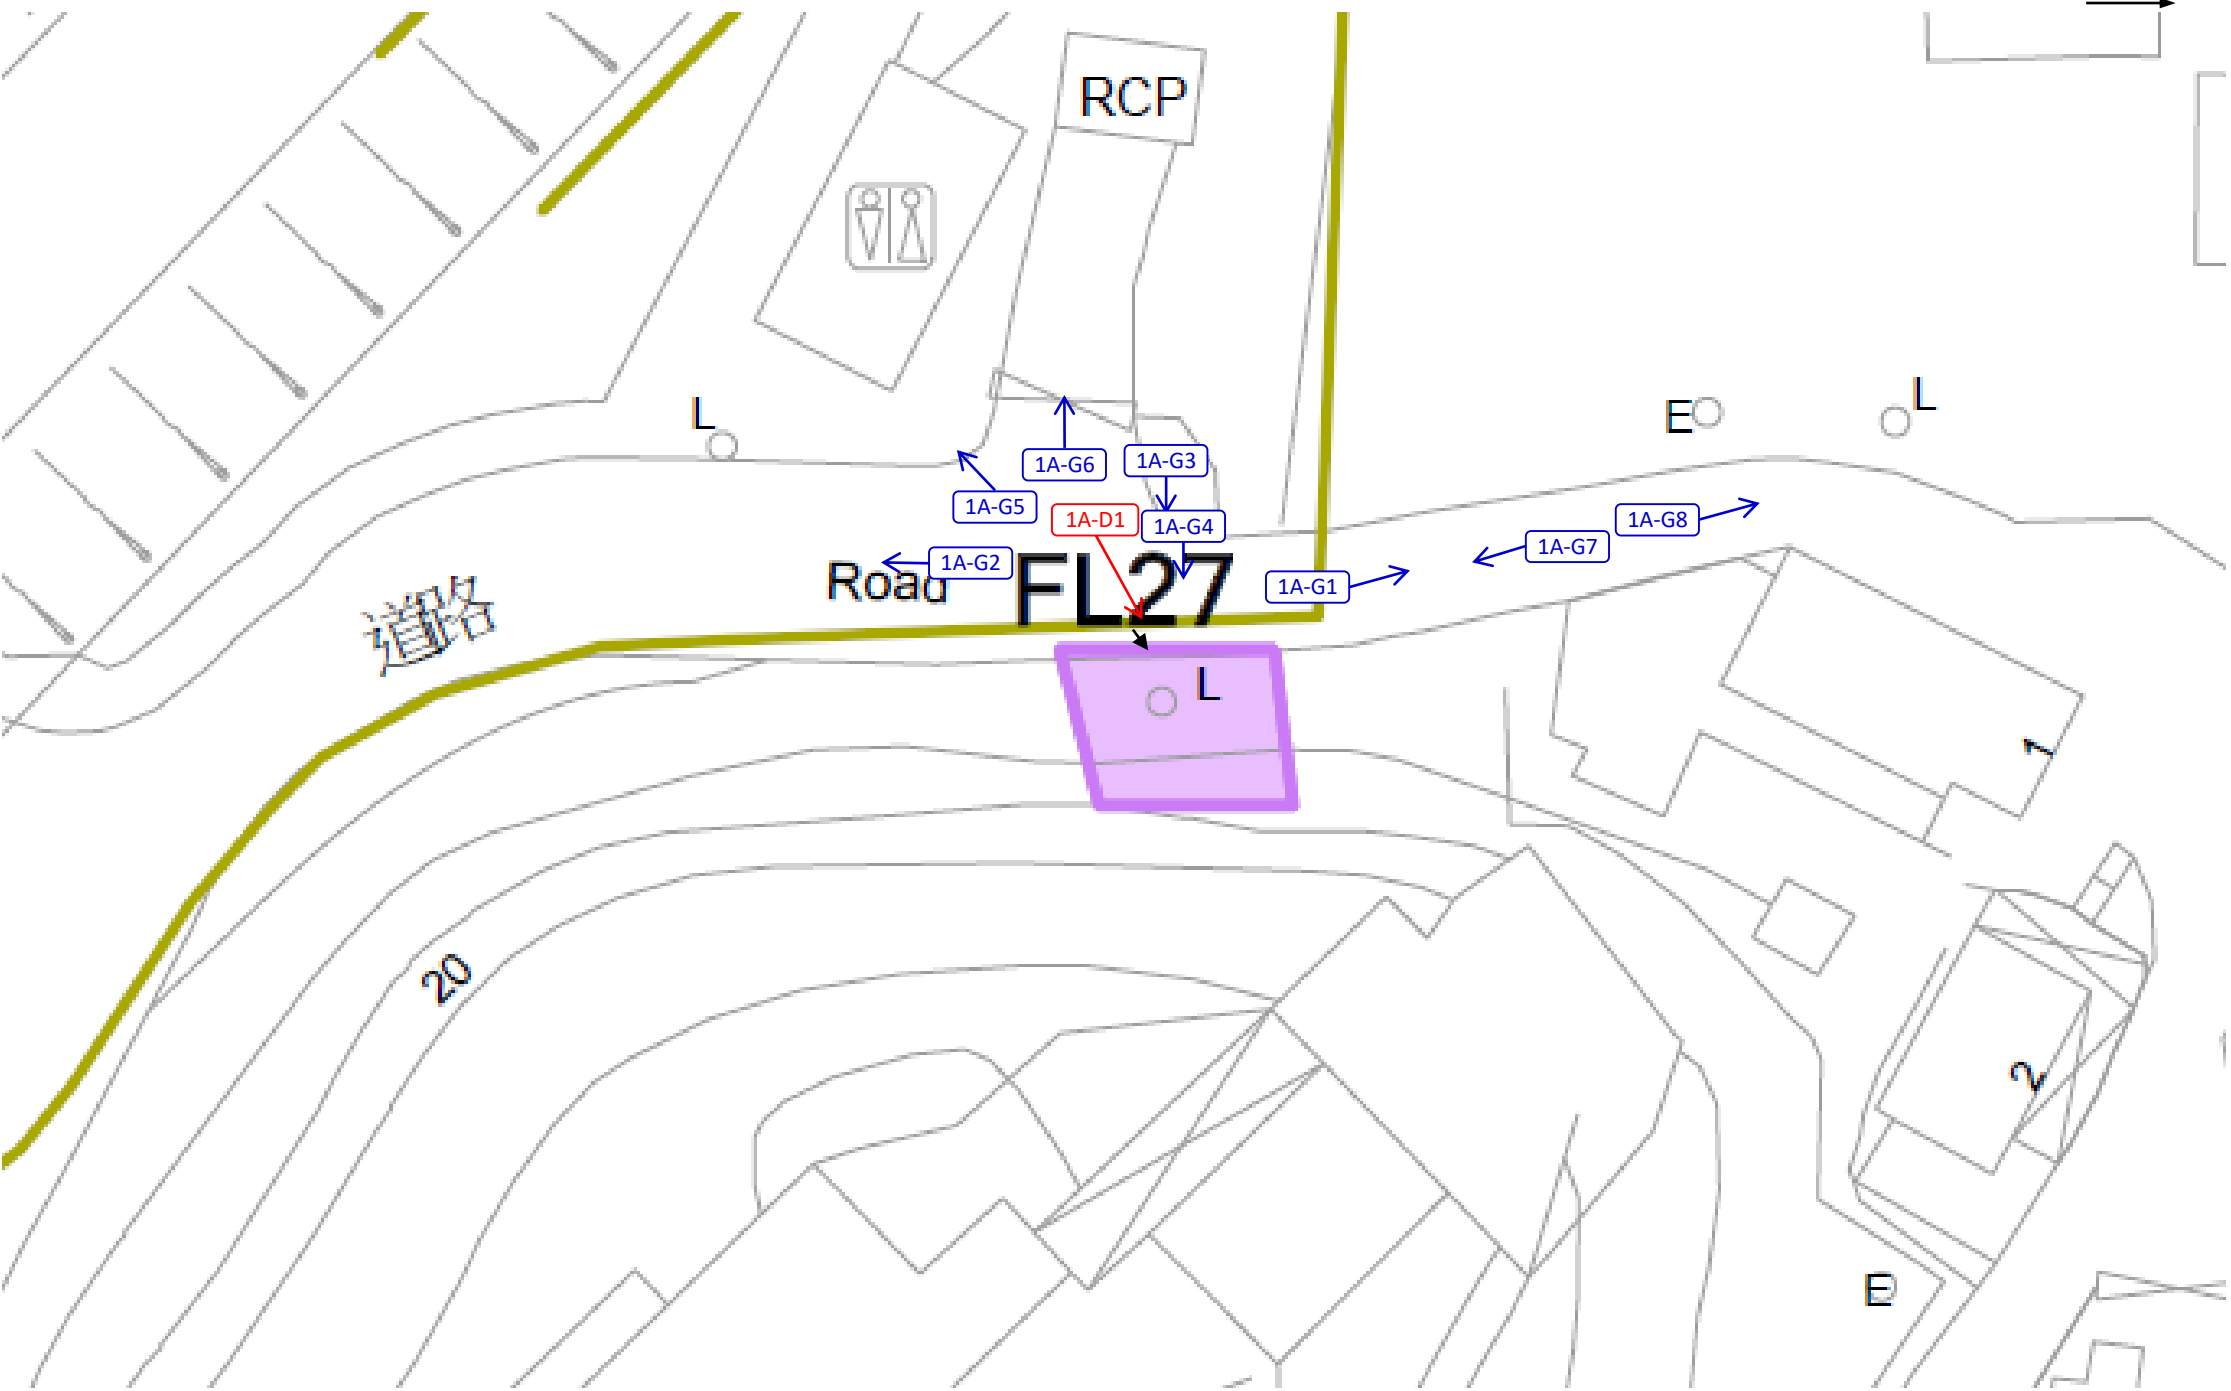 RCP
L
E
L
1A-G6
1A-G3
1A-G5
1A-D1
1A-G4
1A-G8
1A-G7
1A-G2
1A-G1
道路
Road
FL27
L
1
20
2
E